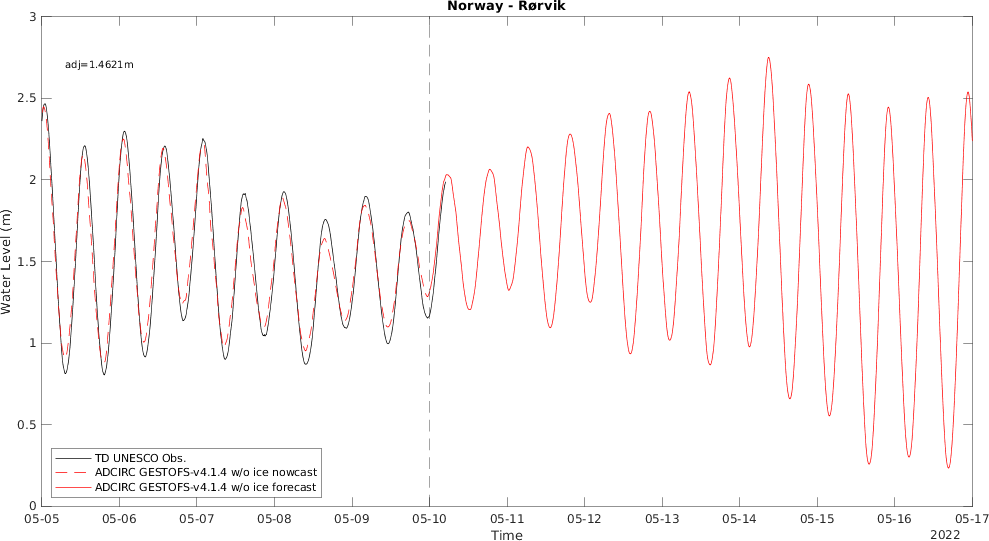 Norway - Rørvik
3
adj=1.4621m
2.5
2
Water Level (m)
1.5
1
0.5
TD UNESCO Obs.
ADCIRC GESTOFS-v4.1.4 w/o ice nowcast
ADCIRC GESTOFS-v4.1.4 w/o ice forecast
0
05-05 05-06 05-07 05-08 05-09 05-10 05-11 05-12 05-13 05-14 05-15 05-16 05-17
Time
2022